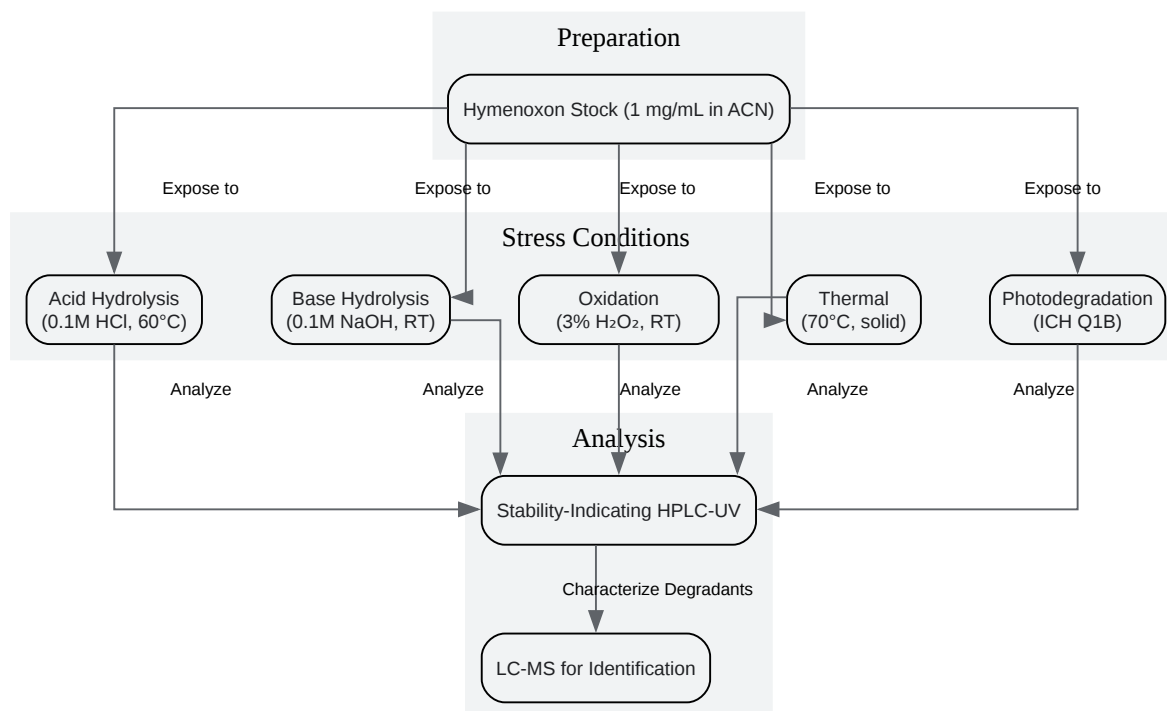 Preparation
Hymenoxon Stock (1 mg/mL in ACN)
Expose to
Expose to
Expose to
Expose to
Expose to
Stress Conditions
Acid Hydrolysis
(0.1M HCl, 60°C)
Base Hydrolysis
(0.1M NaOH, RT)
Oxidation
(3% H₂O₂, RT)
Thermal
(70°C, solid)
Photodegradation
(ICH Q1B)
Analyze
Analyze
Analyze
Analyze
Analyze
Analysis
Stability-Indicating HPLC-UV
Characterize Degradants
LC-MS for Identification